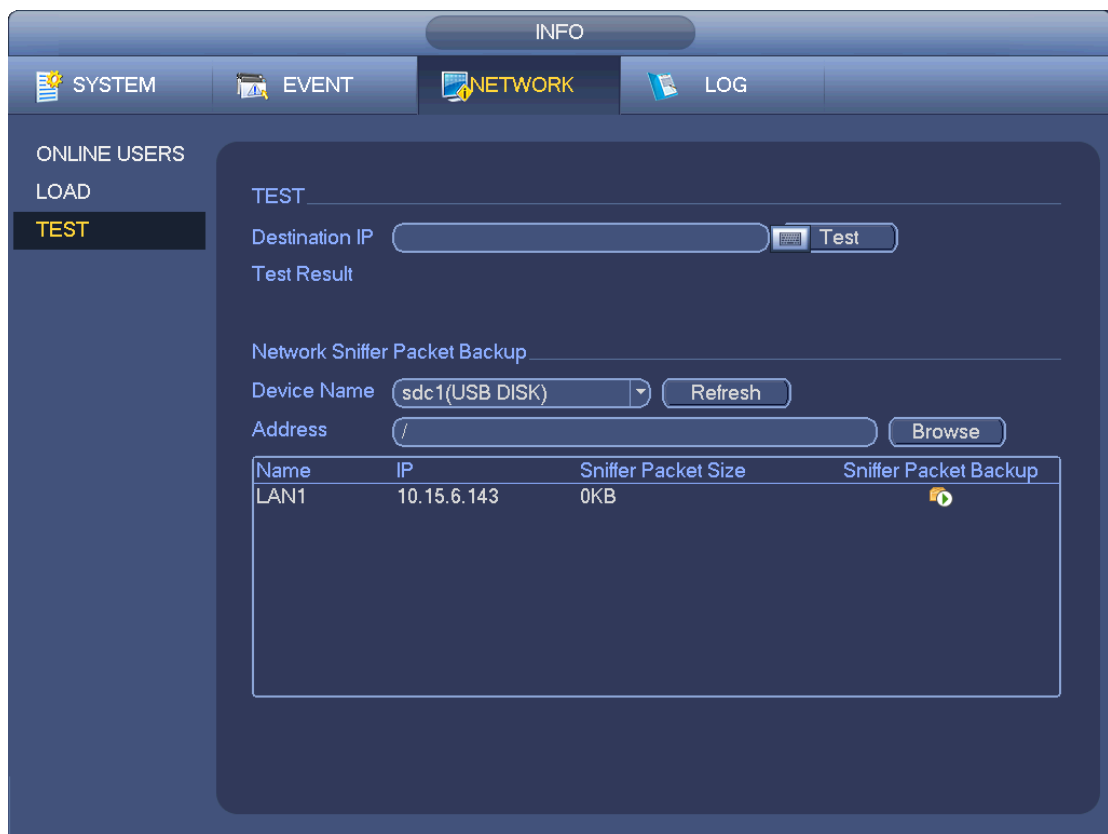 INFO
SYSTEM EVENT NETWORK LOG
ONLINE USERS
LOAD
TEST
TEST
Destination IP Test
Test Result
Network Sniffer Packet Backup
Device Name sdc1(USB DISK) Refresh
Address / Browse
Name IP Sniffer Packet Size Sniffer Packet Backup
LAN1 10.15.6.143 0KB